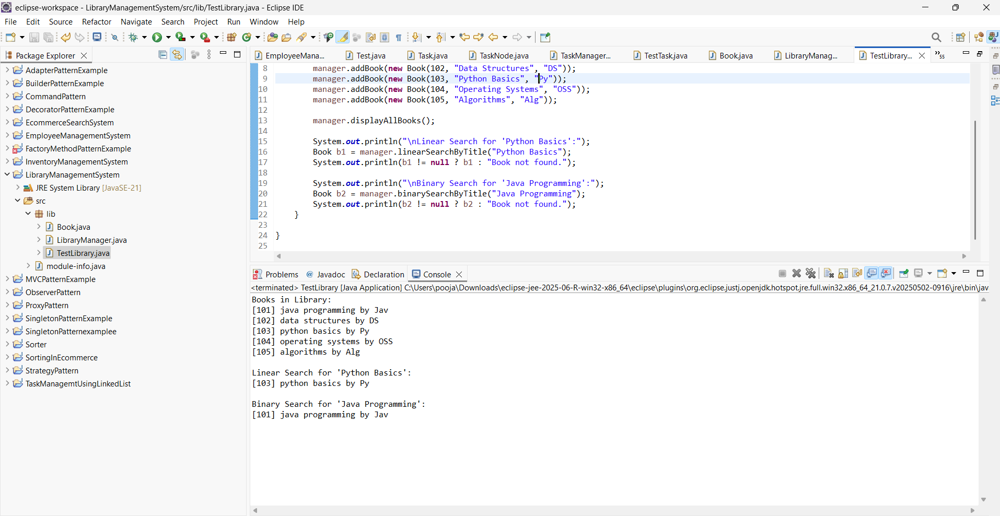 eclipse-workspace - LibraryManagementSystem/src/lib/TestLibrary.java - Eclipse IDE
File Edit Source Refactor Navigate Search Project Run Window Help
Package Explorer
AdapterPatternExample
BuilderPatternExample
CommandPattern
DecoratorPatternExample
EcommerceSearchSystem
EmployeeManagementSystem
FactoryMethodPatternExample
InventoryManagementSystem
LibraryManagementSystem
JRE System Library [JavaSE-21]
src
lib
Book.java
LibraryManager.java
TestLibrary.java
module-info.java
MVCPatternExample
ObserverPattern
ProxyPattern
SingletonPatternExample
SingletonPatternexamplee
Sorter
SortingInEcommerce
StrategyPattern
TaskManagemtUsingLinkedList
EmployeeMana... Test.java Task.java TaskNode.java TaskManager... TestTask.java Book.java LibraryManag... TestLibrary... »55
8 manager.addBook(new Book(102, "Data Structures", "DS"));
9 manager.addBook(new Book(103, "Python Basics", "Py"));
10 manager.addBook(new Book(104, "Operating Systems", "OSS"));
11 manager.addBook(new Book(105, "Algorithms", "Alg"));
12
13 manager.displayAllBooks();
14
15 System.out.println("\nLinear Search for 'Python Basics':");
16 Book b1 = manager.linearSearchByTitle("Python Basics");
17 System.out.println(b1 != null ? b1 : "Book not found.");
18
19 System.out.println("\nBinary Search for 'Java Programming':");
20 Book b2 = manager.binarySearchByTitle("Java Programming");
21 System.out.println(b2 != null ? b2 : "Book not found.");
22 }
23
24 }
25
Problems @ Javadoc Declaration Console
<terminated> TestLibrary [Java Application] C:\Users\pooja\Downloads\eclipse-jee-2025-06-R-win32-x86_64\eclipse\plugins\org.eclipse.justj.openjdk.hotspot.jre.full.win32.x86_64_21.0.7.v20250502-0916\jre\bin\jav
Books in Library:
[101] java programming by Jav
[102] data structures by DS
[103] python basics by Py
[104] operating systems by OSS
[105] algorithms by Alg
Linear Search for 'Python Basics':
[103] python basics by Py
Binary Search for 'Java Programming':
[101] java programming by Jav